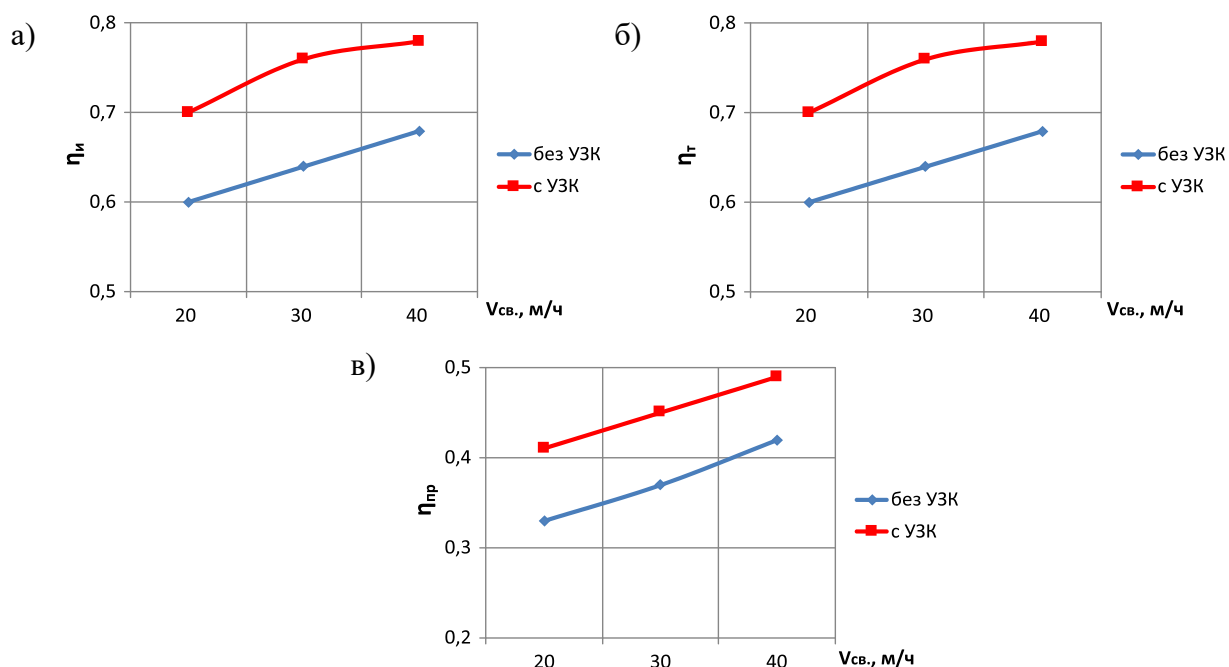 а)
0,8
0,7
0,6
0,5
ηи
20
30
40
Vсв., м/ч
без УЗК
с УЗК
б)
0,8
0,7
0,6
0,5
ηт
20
30
40
Vсв., м/ч
без УЗК
с УЗК
в)
0,5
0,4
0,3
0,2
ηпр
20
30
40
Vсв., м/ч
без УЗК
с УЗК